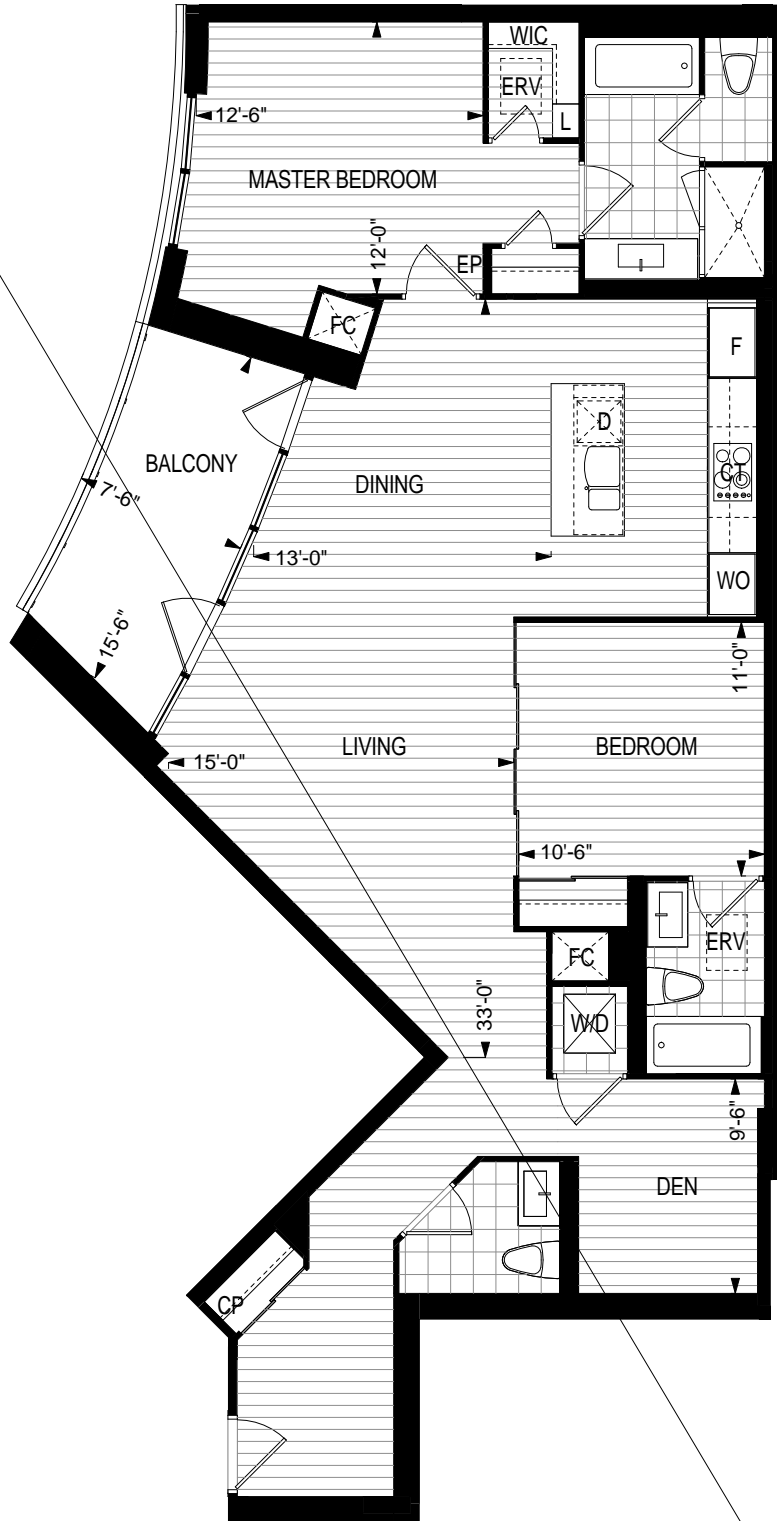 WIC
ERV
L
12'-6"
MASTER BEDROOM
12'-0"
EP
FC
F
D
CT
BALCONY
DINING
7'-6"
13'-0"
WO
15'-6"
11'-0"
LIVING
BEDROOM
15'-0"
10'-6"
ERV
FC
33'-0"
W/D
9'-6"
DEN
CP